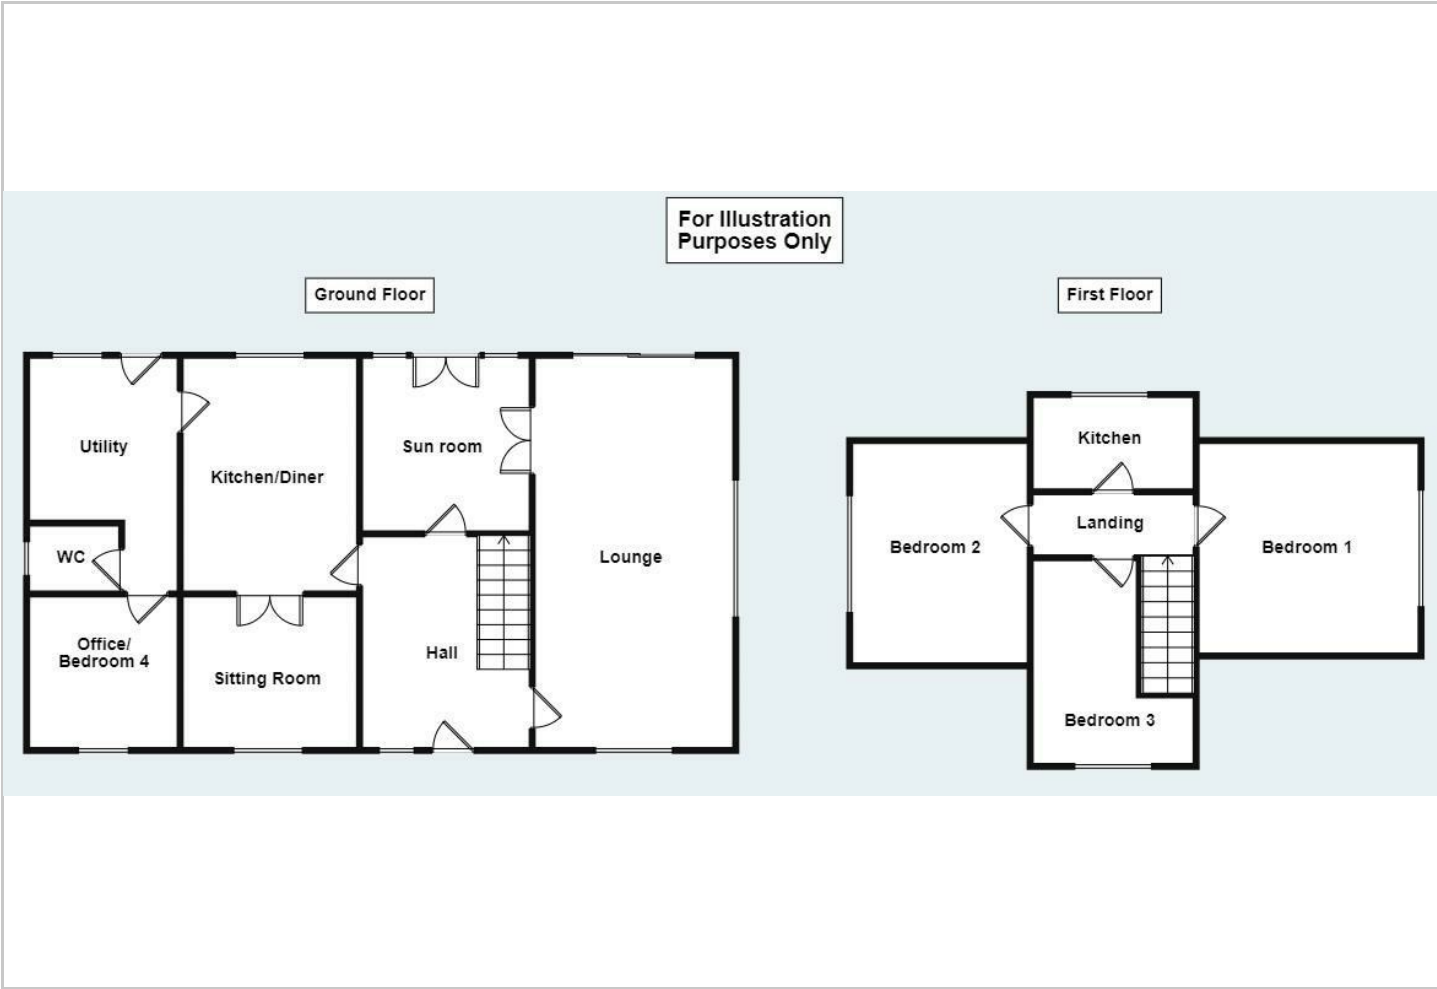 For Illustration
Purposes Only
Ground Floor
First Floor
Utility
Kitchen/Diner
Sun room
WC
Lounge
Office/
Bedroom 4
Sitting Room
Hall
Kitchen
Landing
Bedroom 2
Bedroom 1
Bedroom 3